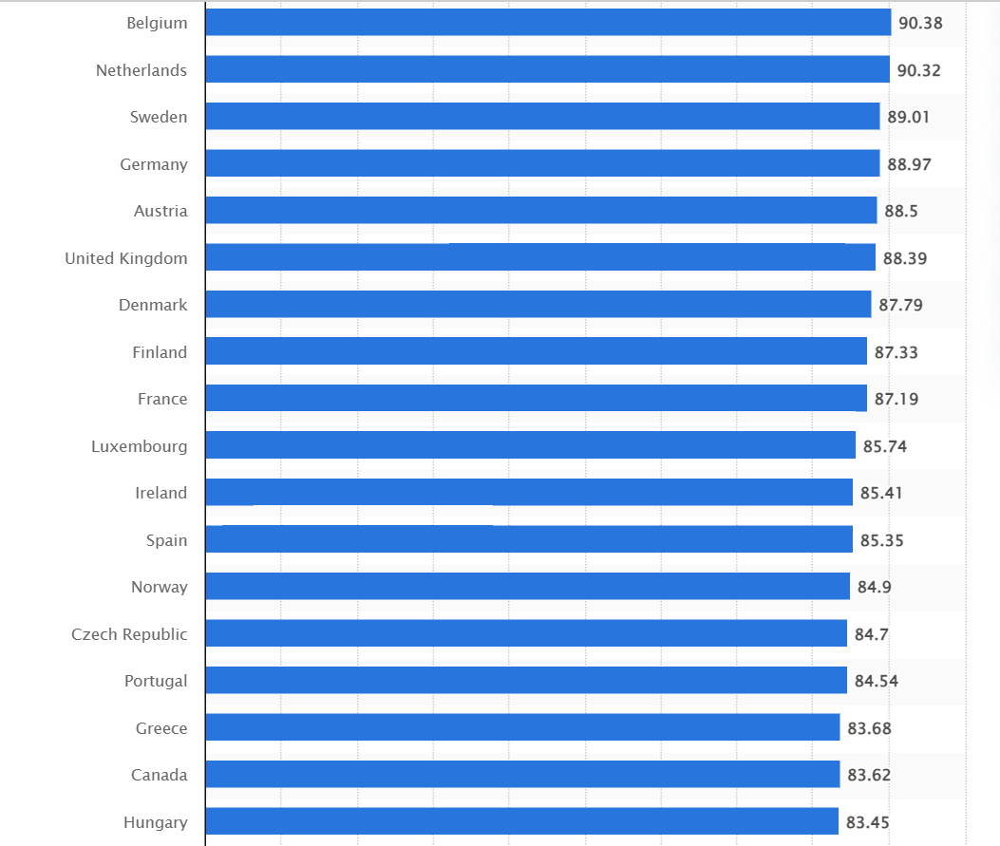 Belgium 90.38
Netherlands 90.32
Sweden 89.01
Germany 88.97
Austria 88.5
United Kingdom 88.39
Denmark 87.79
Finland 87.33
France 87.19
Luxembourg 85.74
Ireland 85.41
Spain 85.35
Norway 84.9
Czech Republic 84.7
Portugal 84.54
Greece 83.68
Canada 83.62
Hungary 83.45